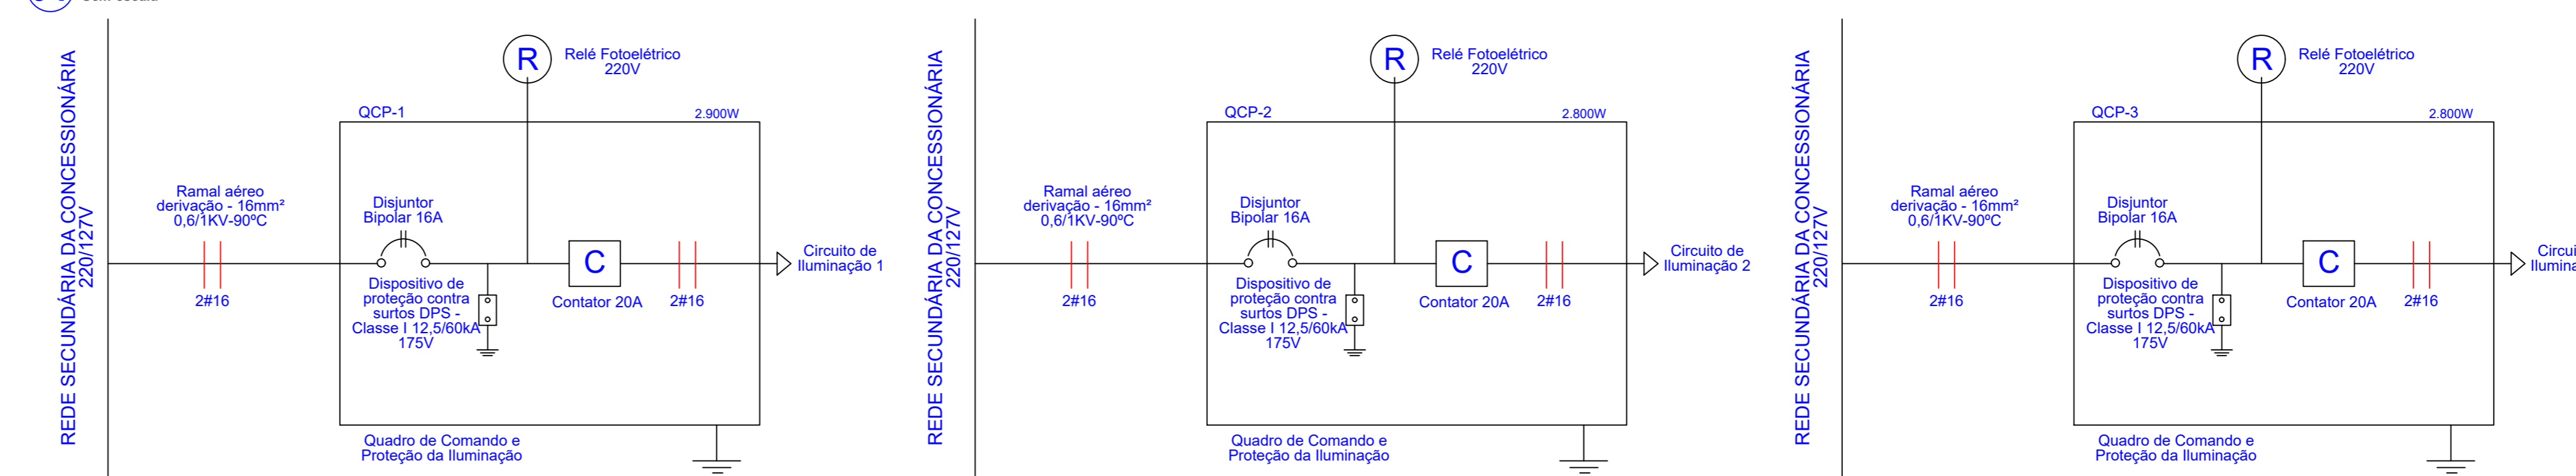 REDE SECUNDÁRIA DA CONCESSIONÁRIA
220/127V
R
Relé Fotoelétrico
220V
QCP-1
2.900W
Ramal aéreo
derivação - 16mm²
0,6/1KV-90ºC
2#16
Disjuntor
Bipolar 16A
Dispositivo de
proteção contra
surtos DPS -
Classe I 12,5/60kA
175V
C
Contator 20A
2#16
Circuito de
Iluminação 1
Quadro de Comando e
Proteção da Iluminação
REDE SECUNDÁRIA DA CONCESSIONÁRIA
220/127V
R
Relé Fotoelétrico
220V
QCP-2
2.800W
Ramal aéreo
derivação - 16mm²
0,6/1KV-90ºC
2#16
Disjuntor
Bipolar 16A
Dispositivo de
proteção contra
surtos DPS -
Classe I 12,5/60kA
175V
C
Contator 20A
2#16
Circuito de
Iluminação 2
Quadro de Comando e
Proteção da Iluminação
REDE SECUNDÁRIA DA CONCESSIONÁRIA
220/127V
R
Relé Fotoelétrico
220V
QCP-3
2.800W
Ramal aéreo
derivação - 16mm²
0,6/1KV-90ºC
2#16
Disjuntor
Bipolar 16A
Dispositivo de
proteção contra
surtos DPS -
Classe I 12,5/60kA
175V
C
Contator 20A
2#16
Quadro de Comando e
Proteção da Iluminação